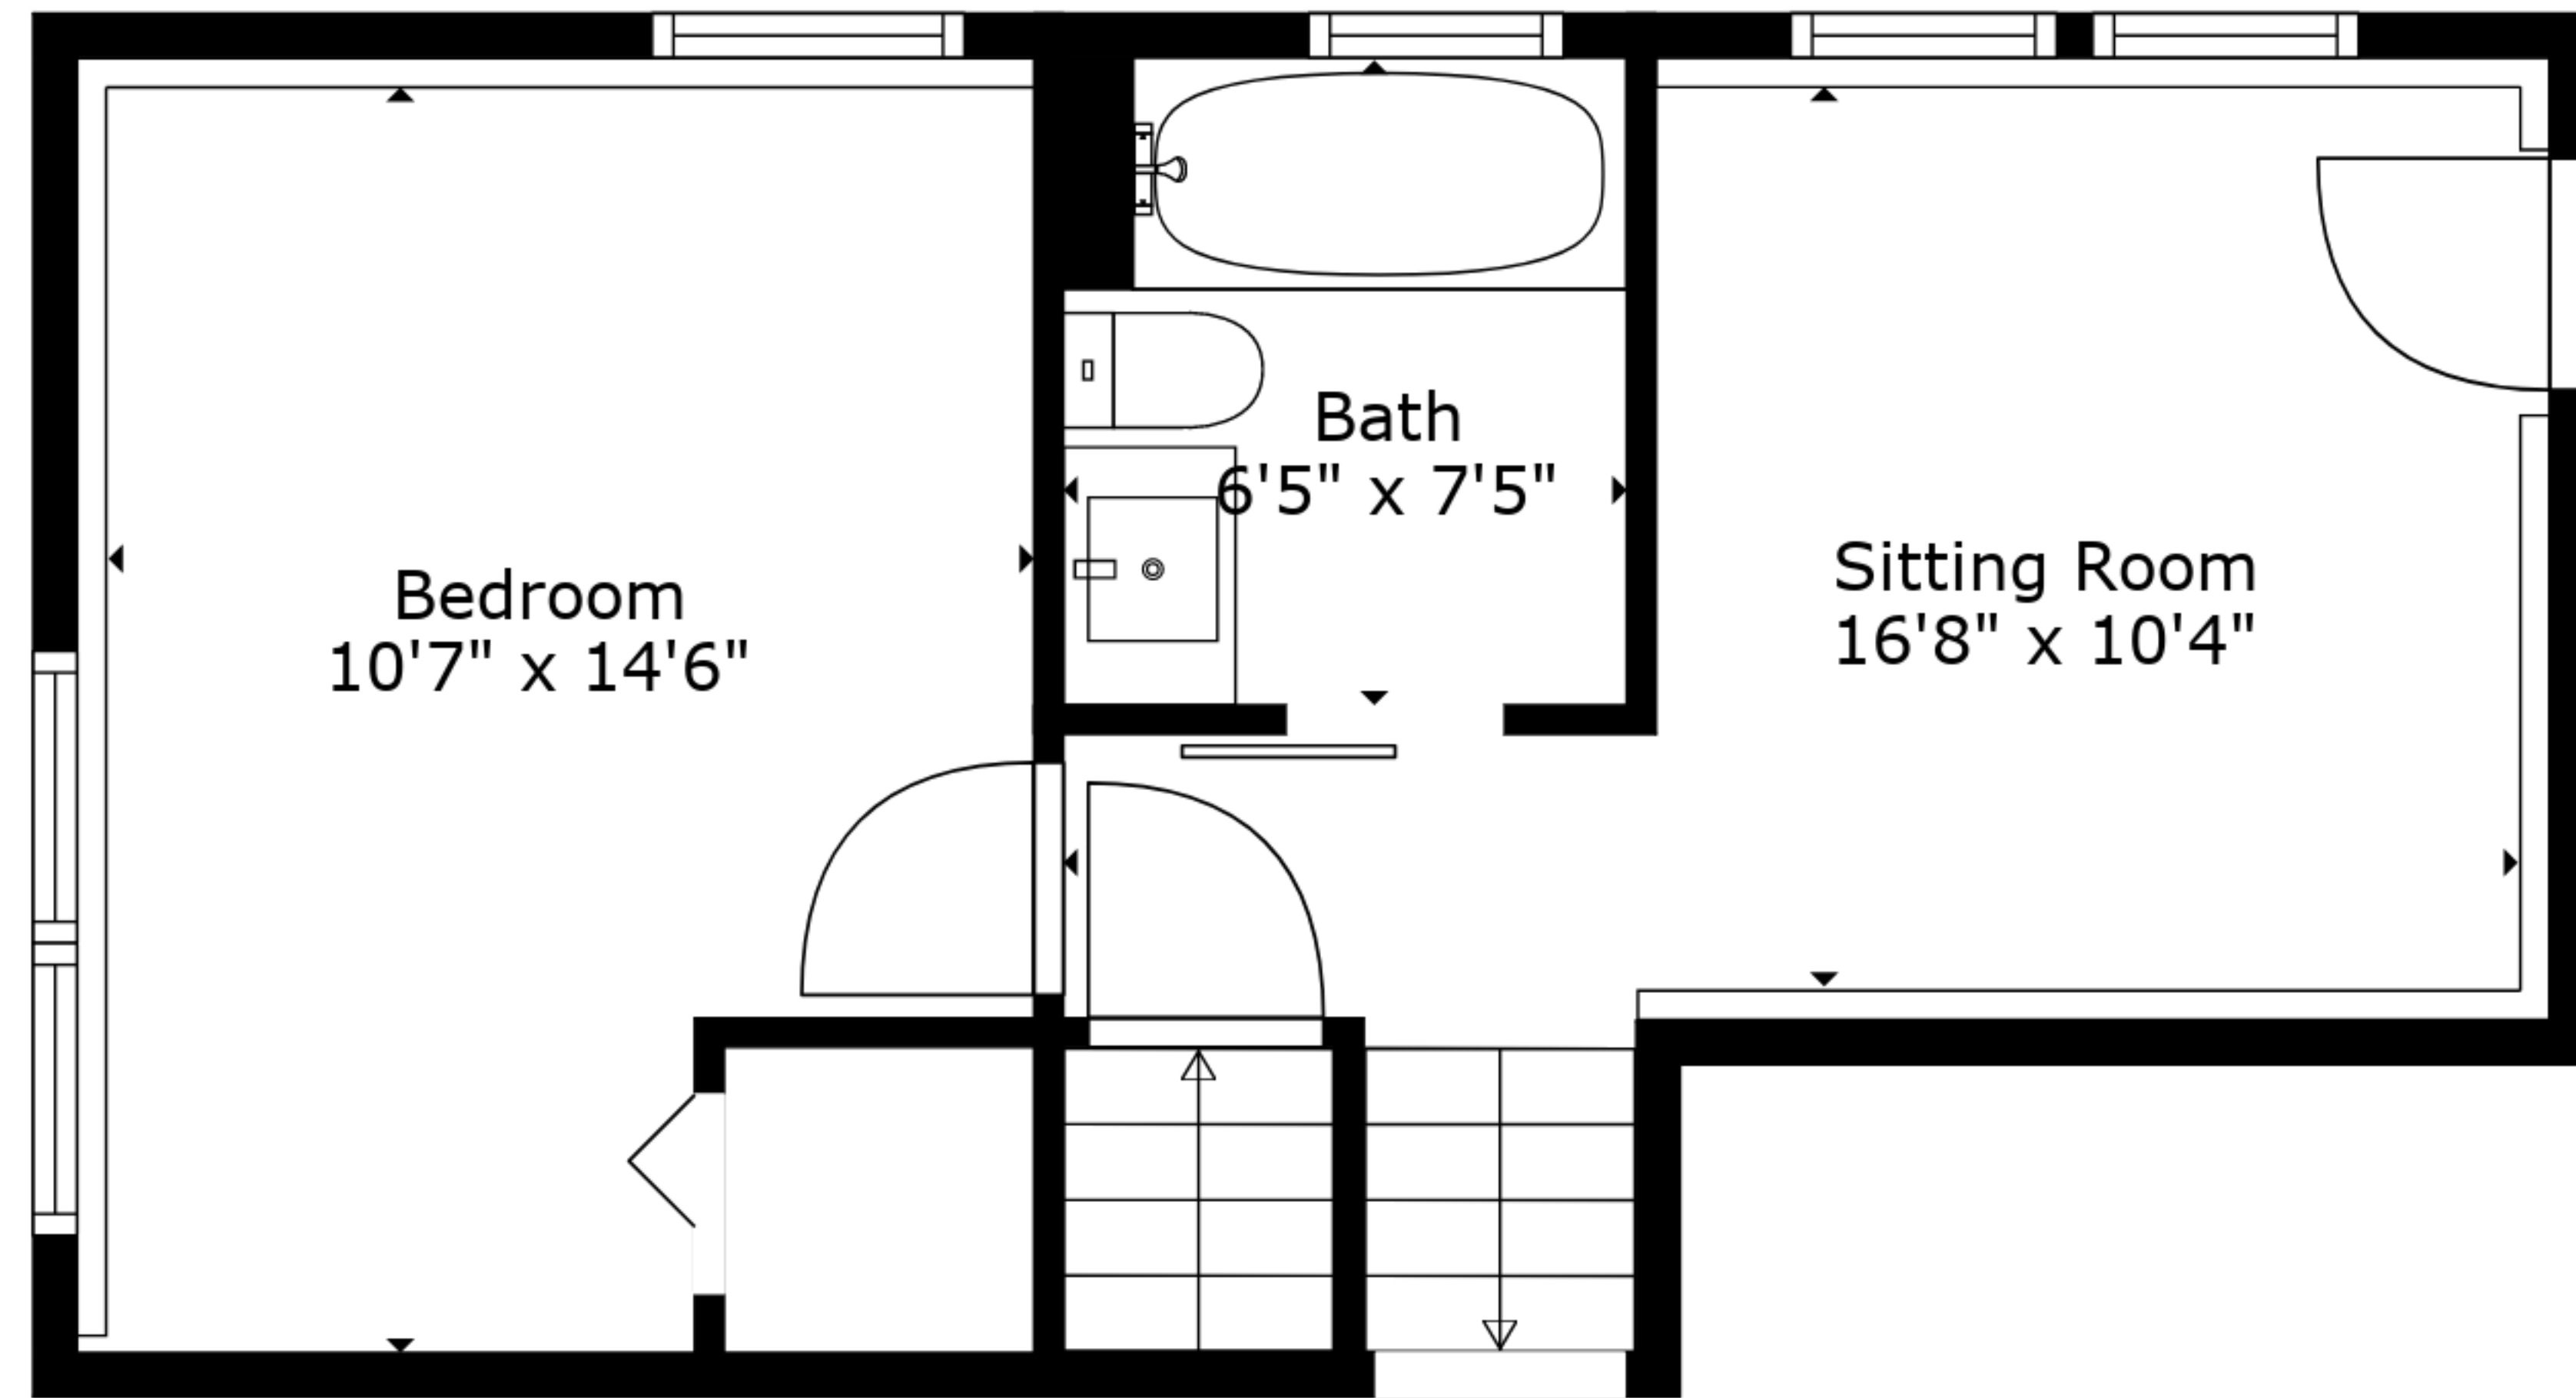 Bedroom
10'7" x 14'6"
Bath
6'5" x 7'5"
Sitting Room
16'8" x 10'4"